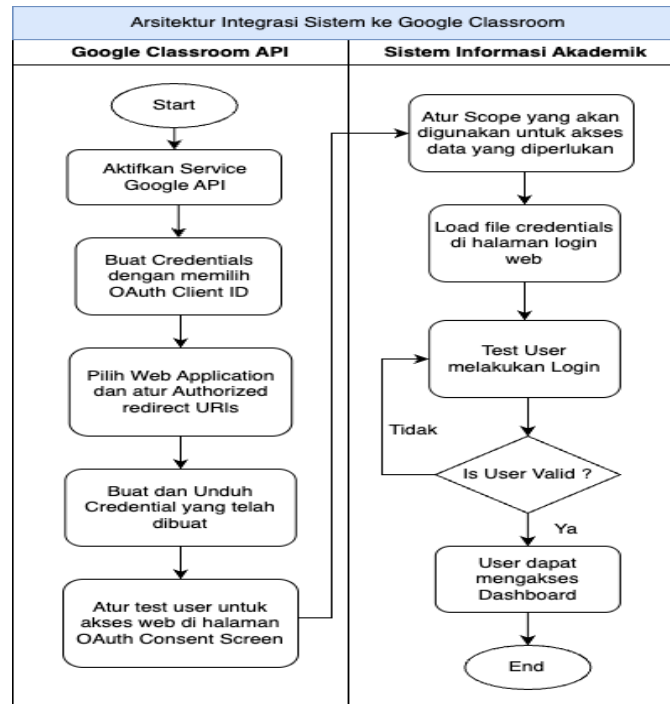 Arsitektur Integrasi Sistem ke Google Classroom
Google Classroom API
Start
Aktifkan Service
Google API
Buat Credentials
dengan memilih
OAuth Client ID
Pilih Web Application
dan atur Authorized
redirect URIs
Buat dan Unduh
Credential yang telah
dibuat
Atur test user untuk
akses web di halaman
OAuth Consent Screen
Sistem Informasi Akademik
Atur Scope yang akan
digunakan untuk akses
data yang diperlukan
Load file credentials
di halaman login
web
Test User
melakukan Login
Tidak
Is User Valid ?
Ya
User dapat
mengakses
Dashboard
End